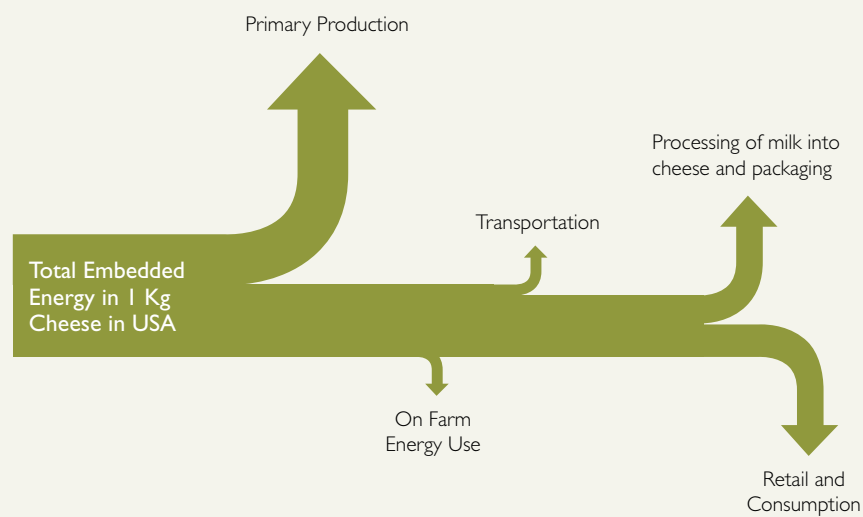 Primary Production
Processing of milk into
cheese and packaging
Transportation
Total Embedded
Energy in 1 Kg
Cheese in USA
On Farm
Energy Use
Retail and
Consumption